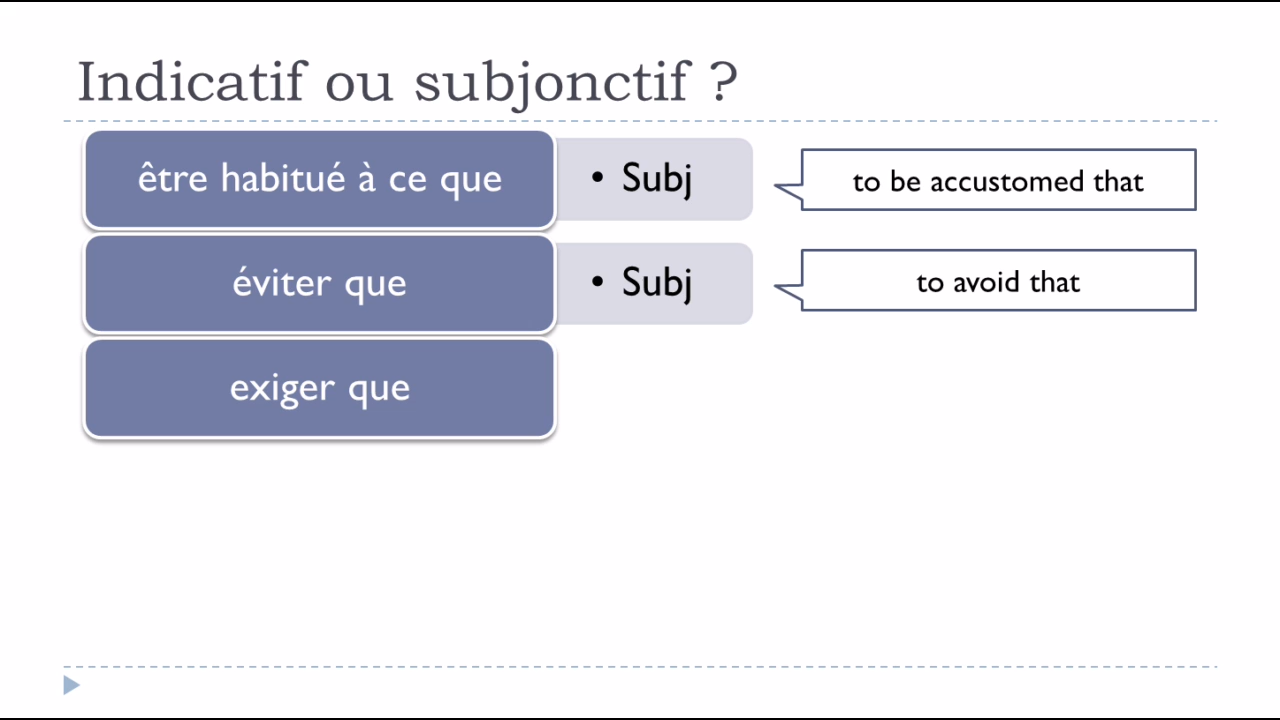 Indicatif ou subjonctif ?
être habitué à ce que
• Subj
to be accustomed that
éviter que
• Subj
to avoid that
exiger que